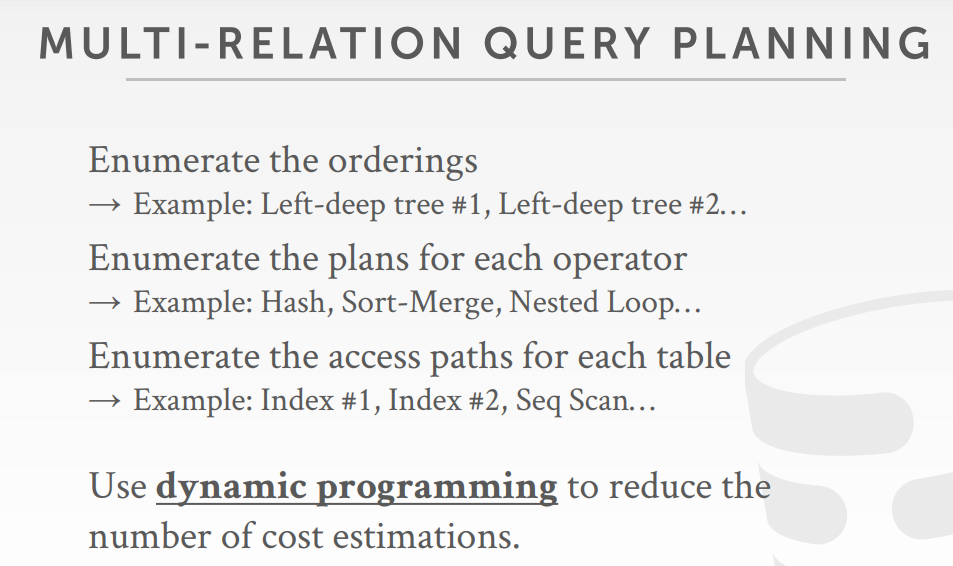 MULTI-RELATION QUERY PLANNING
Enumerate the orderings
→ Example: Left-deep tree #1, Left-deep tree #2…
Enumerate the plans for each operator
→ Example: Hash, Sort-Merge, Nested Loop…
Enumerate the access paths for each table
→ Example: Index #1, Index #2, Seq Scan…
Use dynamic programming to reduce the
number of cost estimations.